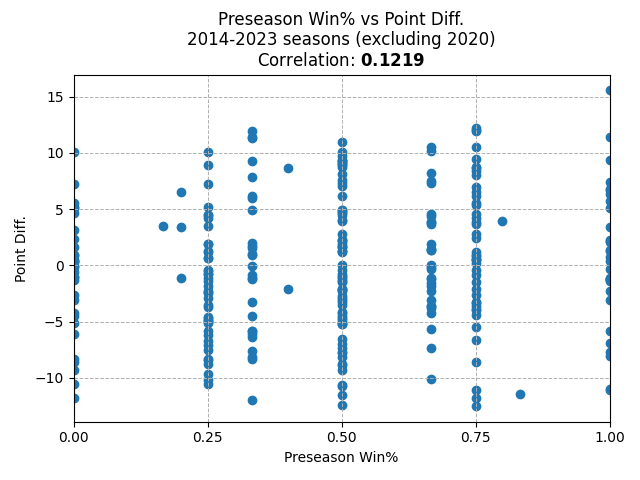 Preseason Win% vs Point Diff.
2014-2023 seasons (excluding 2020)
Correlation: 0.1219
15
10
5
0
−5
−10
Point Diff.
0.00 0.25 0.50 0.75 1.00
Preseason Win%